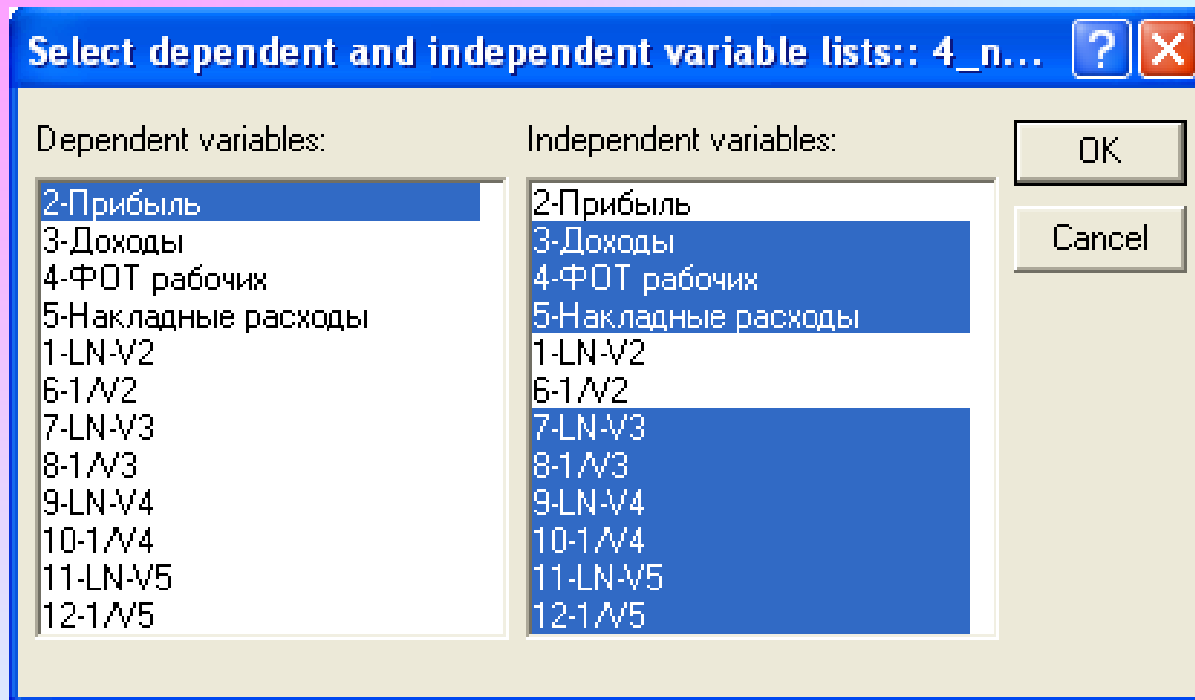 Select dependent and independent variable lists:: 4_n...
Dependent variables:
2-Прибыль
3-Доходы
4-ФОТ рабочих
5-Накладные расходы
1-LN-V2
6-1/V2
7-LN-V3
8-1/V3
9-LN-V4
10-1/V4
11-LN-V5
12-1/V5
Independent variables:
2-Прибыль
3-Доходы
4-ФОТ рабочих
5-Накладные расходы
1-LN-V2
6-1/V2
7-LN-V3
8-1/V3
9-LN-V4
10-1/V4
11-LN-V5
12-1/V5
OK
Cancel